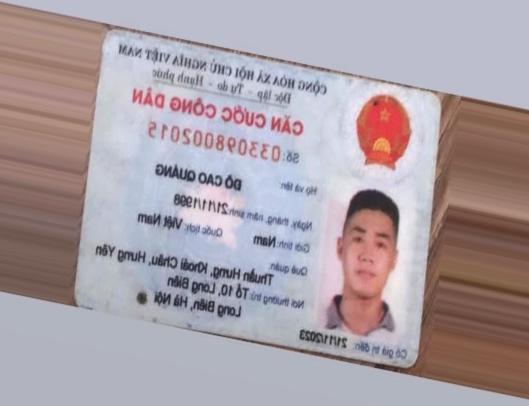 CỘNG HÒA XÃ HỘI CHỦ NGHĨA VIỆT NAM
Độc lập - Tự do - Hạnh phúc
CĂN CƯỚC CÔNG DÂN
Số: 033098002015
Họ và tên: ĐỖ CAO QUẢNG
Ngày, tháng, năm sinh: 21/11/1998
Giới tính: Nam Quốc tịch: Việt Nam
Quê quán:
Thuần Hưng, Khoái Châu, Hưng Yên
Nơi thường trú: Tổ 10, Long Biên
Long Biên, Hà Nội
Có giá trị đến: 21/11/2023